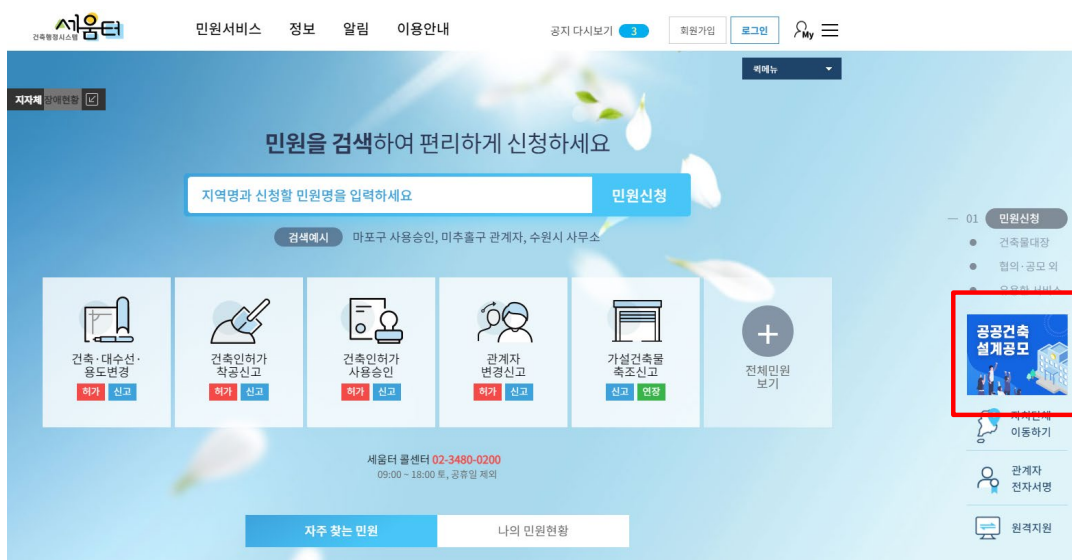 건축행정시스템 세움터
민원서비스 정보 알림 이용안내
공지 다시보기 3
회원가입
로그인
My
퀵메뉴
지자체 장애현황
민원을 검색하여 편리하게 신청하세요
지역명과 신청할 민원명을 입력하세요
민원신청
검색예시 마포구 사용승인, 미추홀구 관계자, 수원시 사무소
01 민원신청
건축물대장
협의·공모 외
유용한 서비스
공공건축
설계공모
건축·대수선·
용도변경
허가 신고
건축인허가
착공신고
허가 신고
건축인허가
사용승인
허가 신고
관계자
변경신고
허가 신고
가설건축물
축조신고
신고 연장
전체민원
보기
이동하기
관계자
전자서명
원격지원
세움터 콜센터 02-3480-0200
09:00 ~ 18:00 토, 공휴일 제외
자주 찾는 민원
나의 민원현황